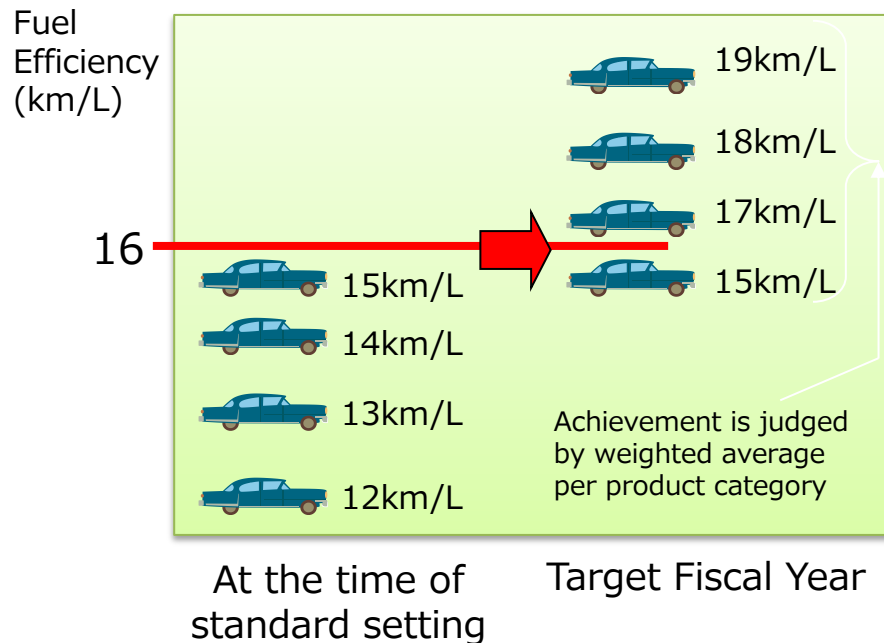 Fuel
Efficiency
(km/L)
19km/L
18km/L
17km/L
16
15km/L
15km/L
14km/L
13km/L
12km/L
Achievement is judged
by weighted average
per product category
At the time of
standard setting
Target Fiscal Year